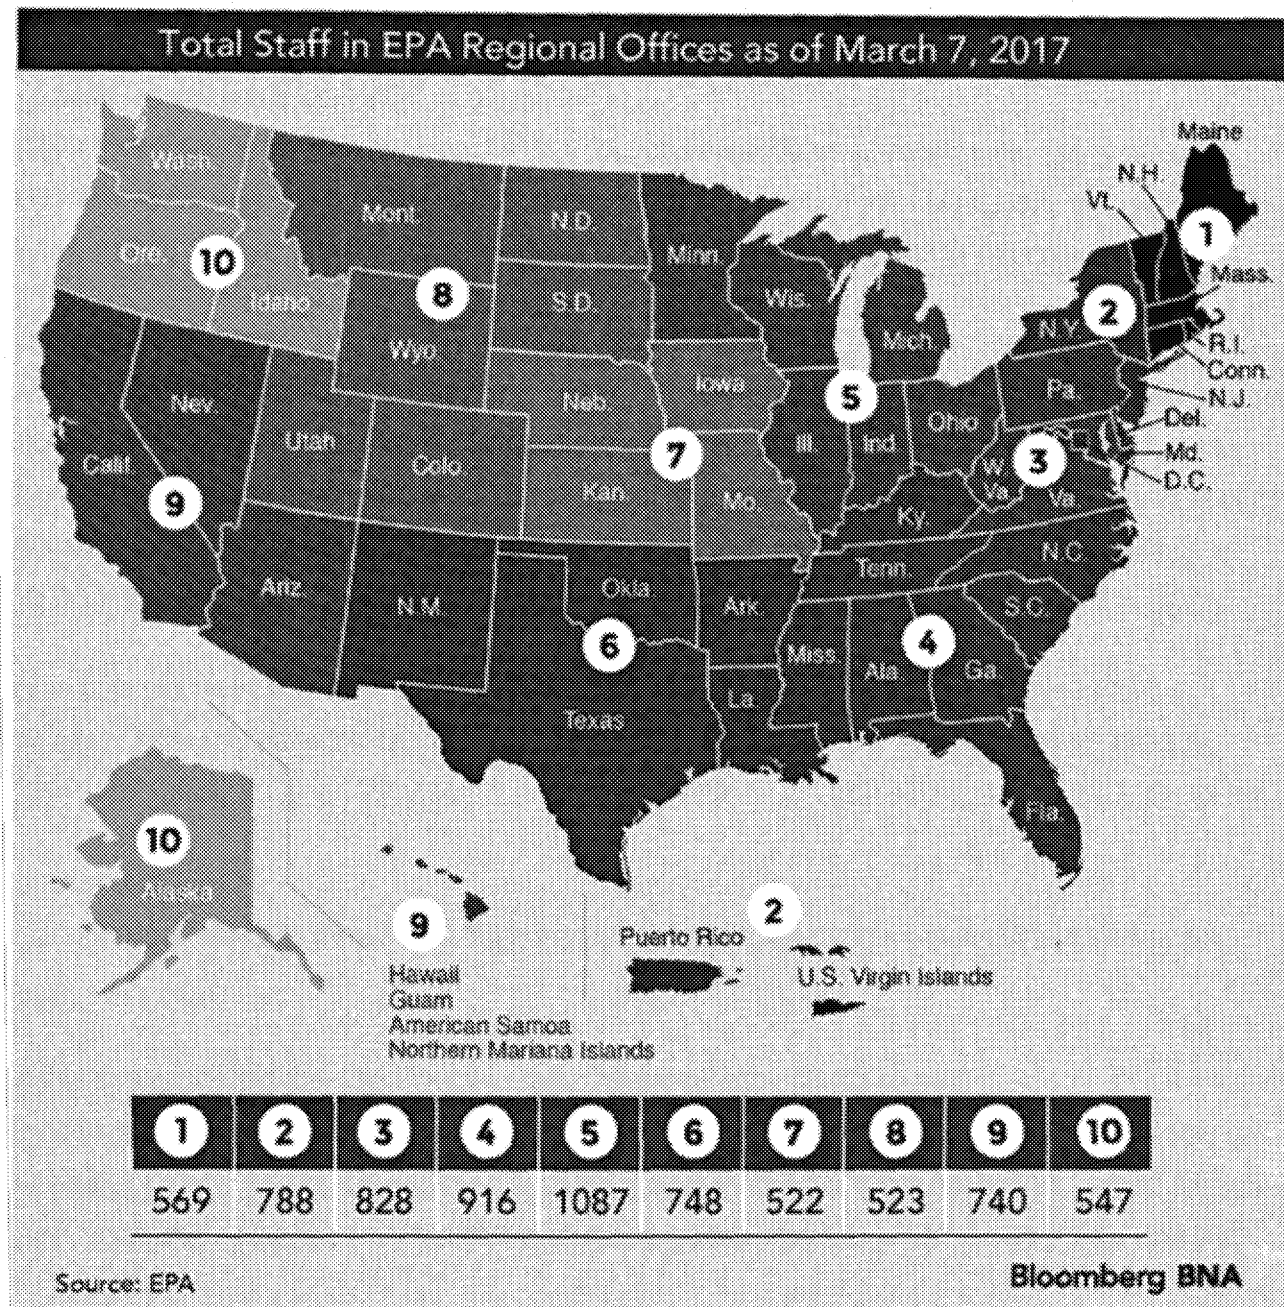 Total Staff in EPA Regional Offices as of March 7, 2017
Maine
N.H.
Vt.
Wash.
Mont.
N.D.
Minn.
1
Ore.
10
Mass.
Idaho
8
S.D.
Wis.
Mich.
N.Y.
2
R.I.
Wyo.
Conn.
Iowa
Pa.
N.J.
Nev.
Neb.
5
Ohio
Del.
Utah
Colo.
7
Ill.
Ind.
W. Va.
3
Md.
Calif.
D.C.
9
Kan.
Mo.
Ky.
Va.
N.C.
Tenn.
Ariz.
N.M.
Okla.
Ark.
S.C.
6
Miss.
Ala.
4
Ga.
La.
Texas
Fla.
10
Alaska
9
Hawaii
Guam
American Samoa
Northern Mariana Islands
2
Puerto Rico
U.S. Virgin Islands
1 2 3 4 5 6 7 8 9 10
569 788 828 916 1087 748 522 523 740 547
Source: EPA
Bloomberg BNA